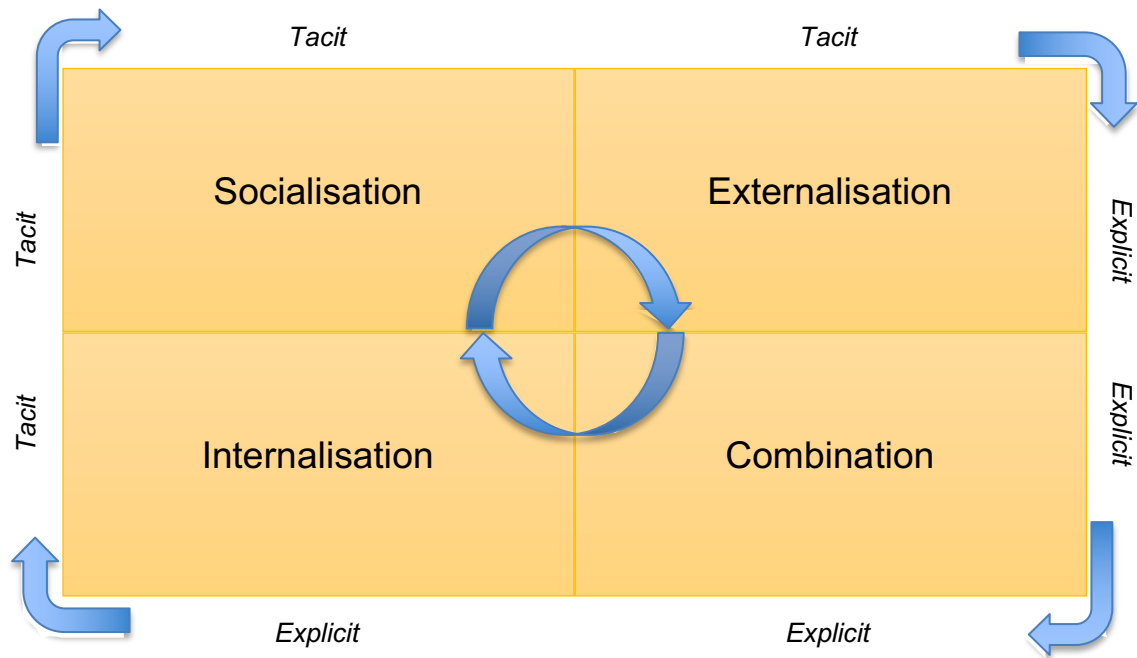 Tacit
Tacit
Socialisation
Externalisation
Tacit
Explicit
Tacit
Explicit
Internalisation
Combination
Explicit
Explicit